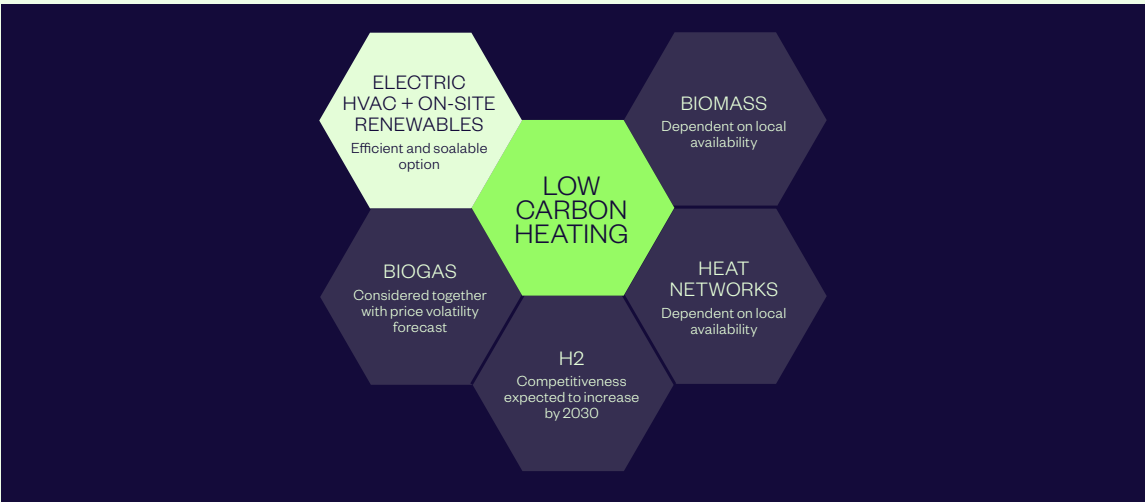 ELECTRIC
HVAC + ON-SITE
RENEWABLES
Efficient and soalable
option
BIOMASS
Dependent on local
availability
LOW
CARBON
HEATING
BIOGAS
Considered together
with price volatility
forecast
HEAT
NETWORKS
Dependent on local
availability
H2
Competitiveness
expected to increase
by 2030